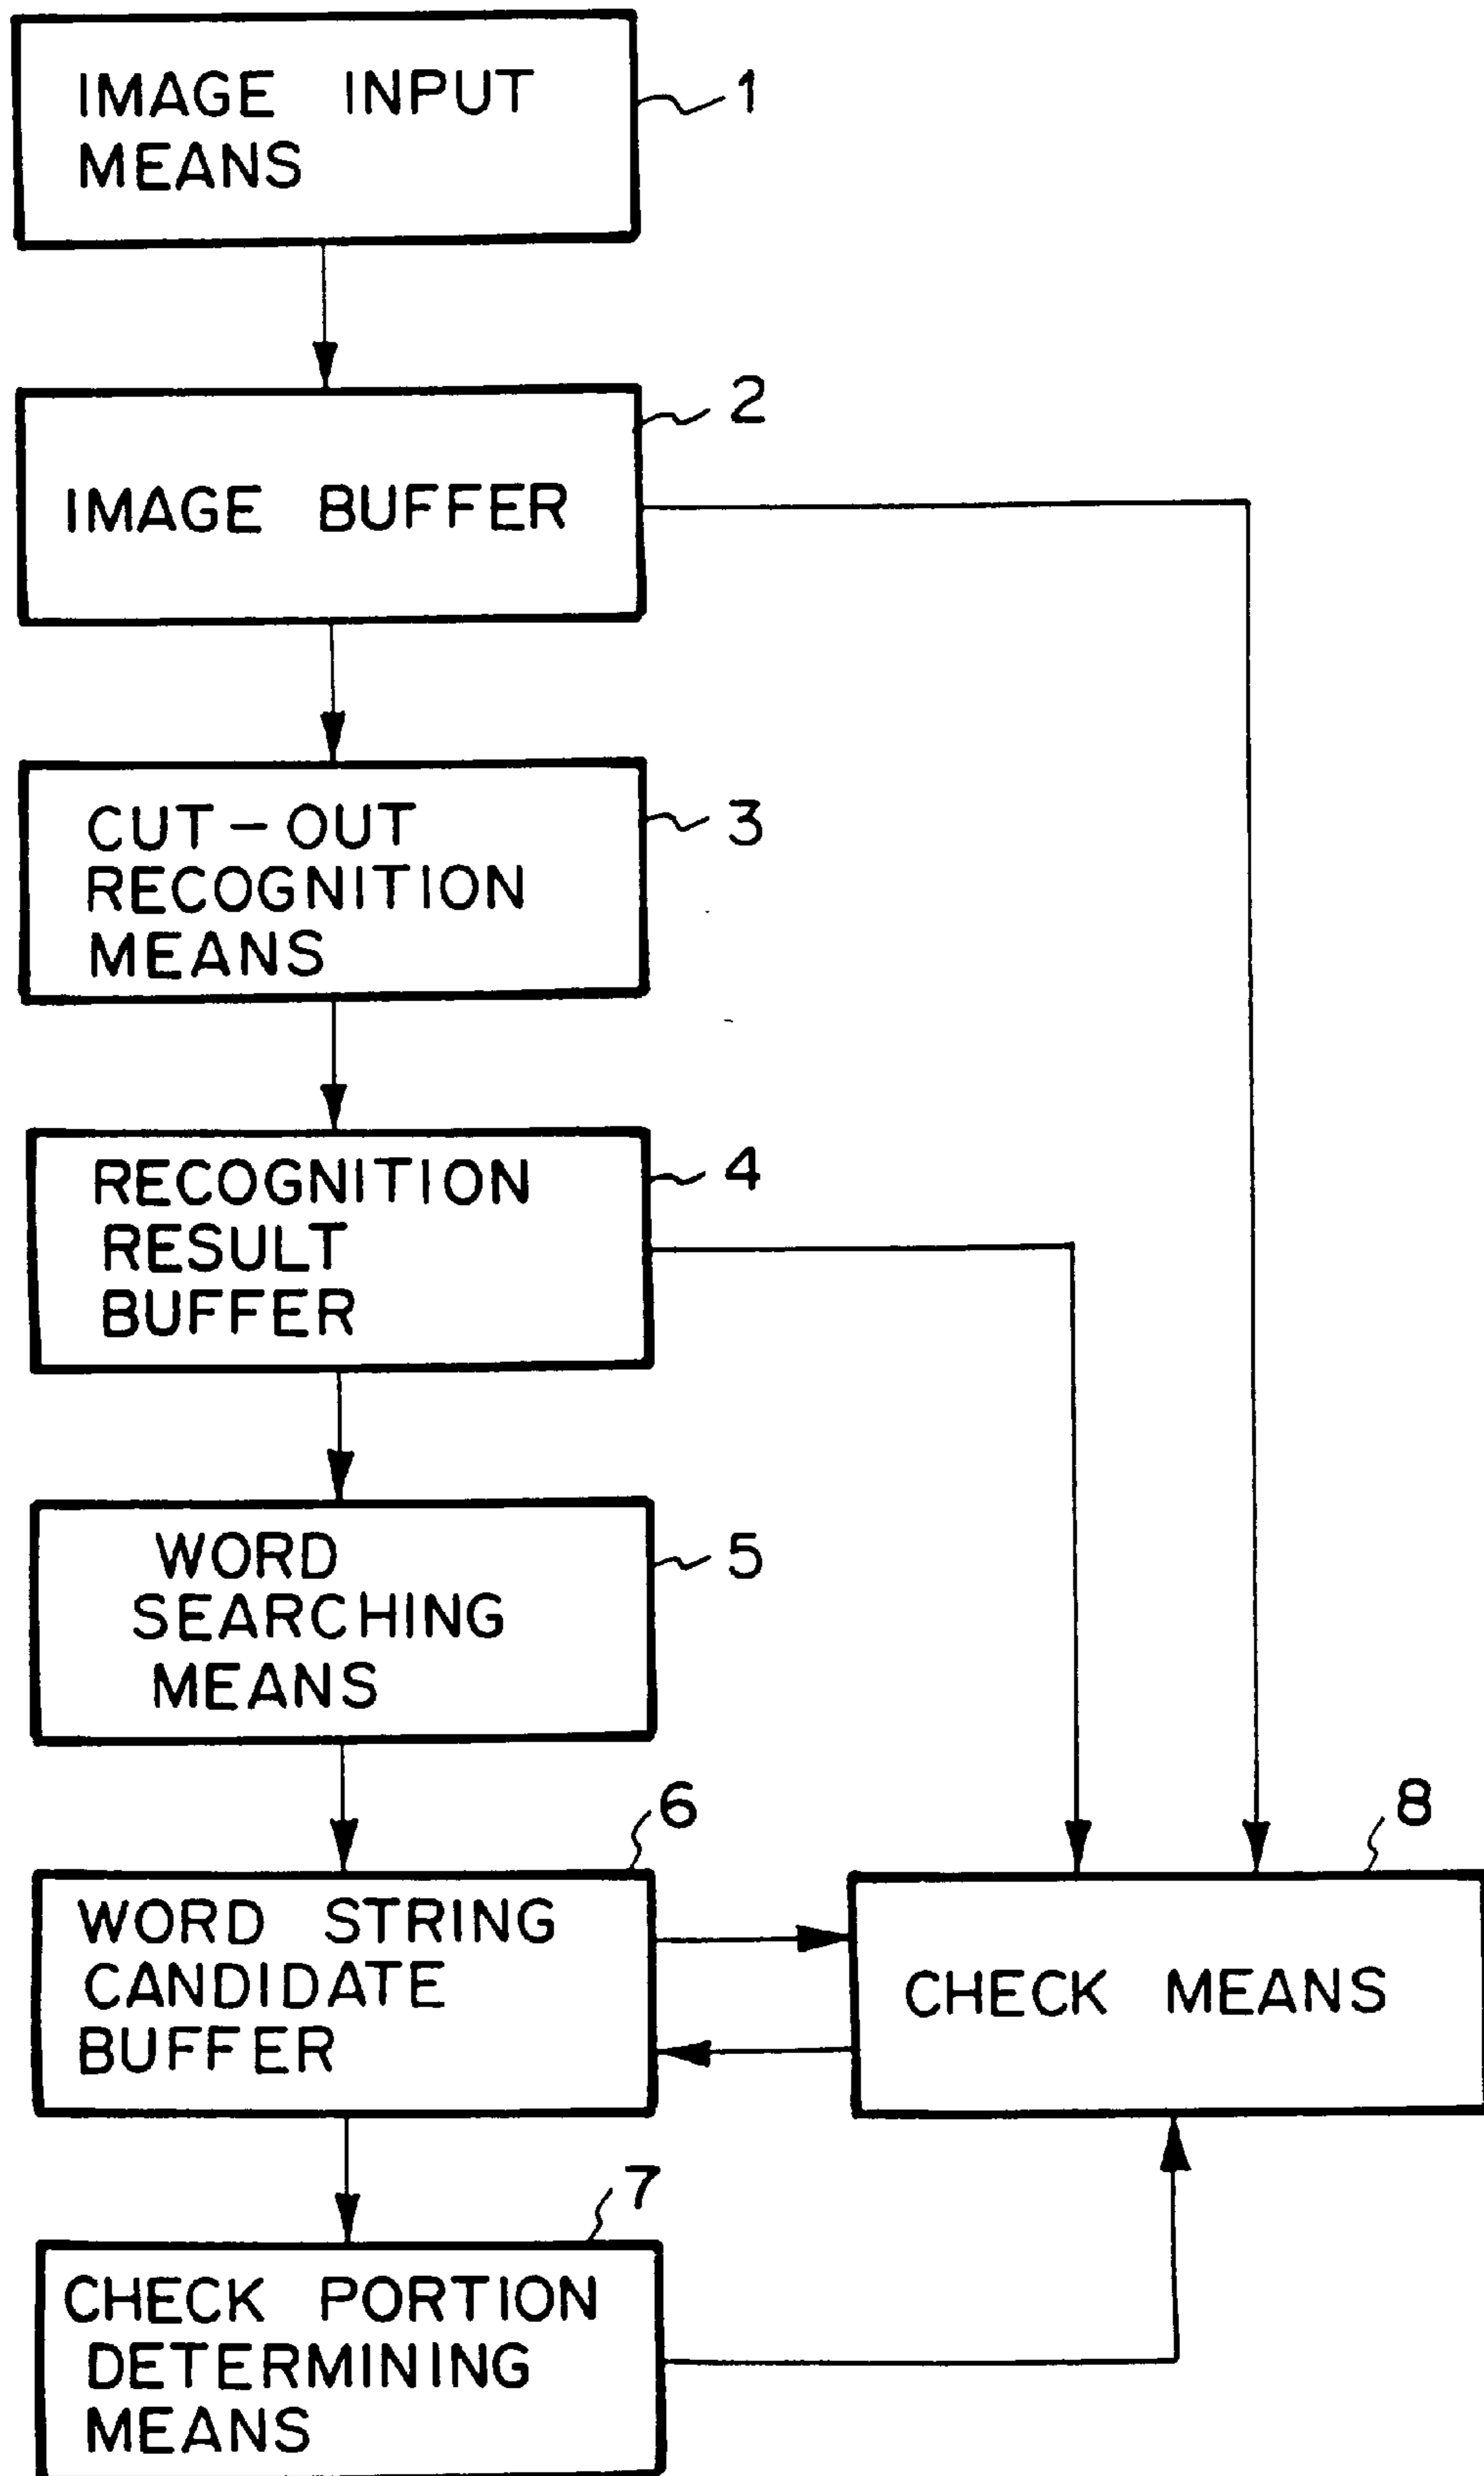 IMAGE INPUT
MEANS
1
2
IMAGE BUFFER
3
CUT-OUT
RECOGNITION
MEANS
4
RECOGNITION
RESULT
BUFFER
WORD
5
SEARCHING
MEANS
6
8
WORD STRING
CANDIDATE
BUFFER
CHECK MEANS
7
CHECK PORTION
DETERMINING
MEANS